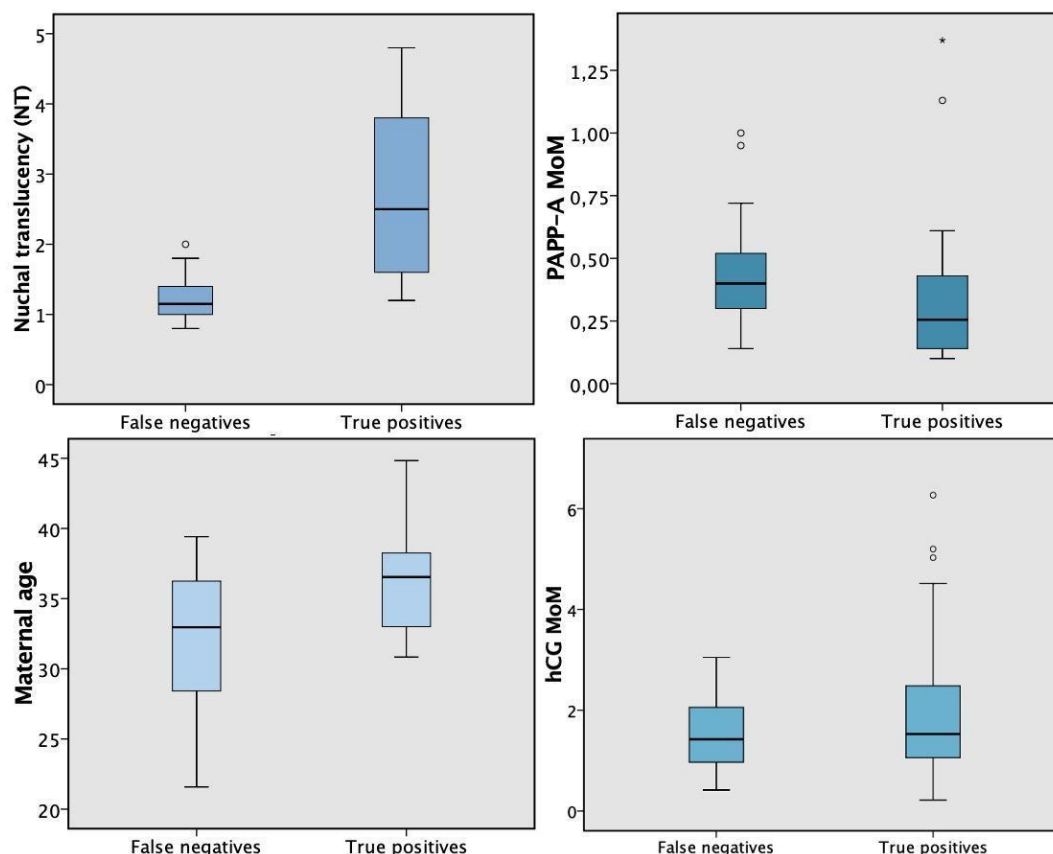 Nuchal translucency (NT)
5
4
3
2
1
0
False negatives True positives
PAPP-A MoM
1,25
1,00
0,75
0,50
0,25
0,00
False negatives True positives
Maternal age
45
40
35
30
25
20
False negatives True positives
hCG MoM
6
4
2
0
False negatives True positives